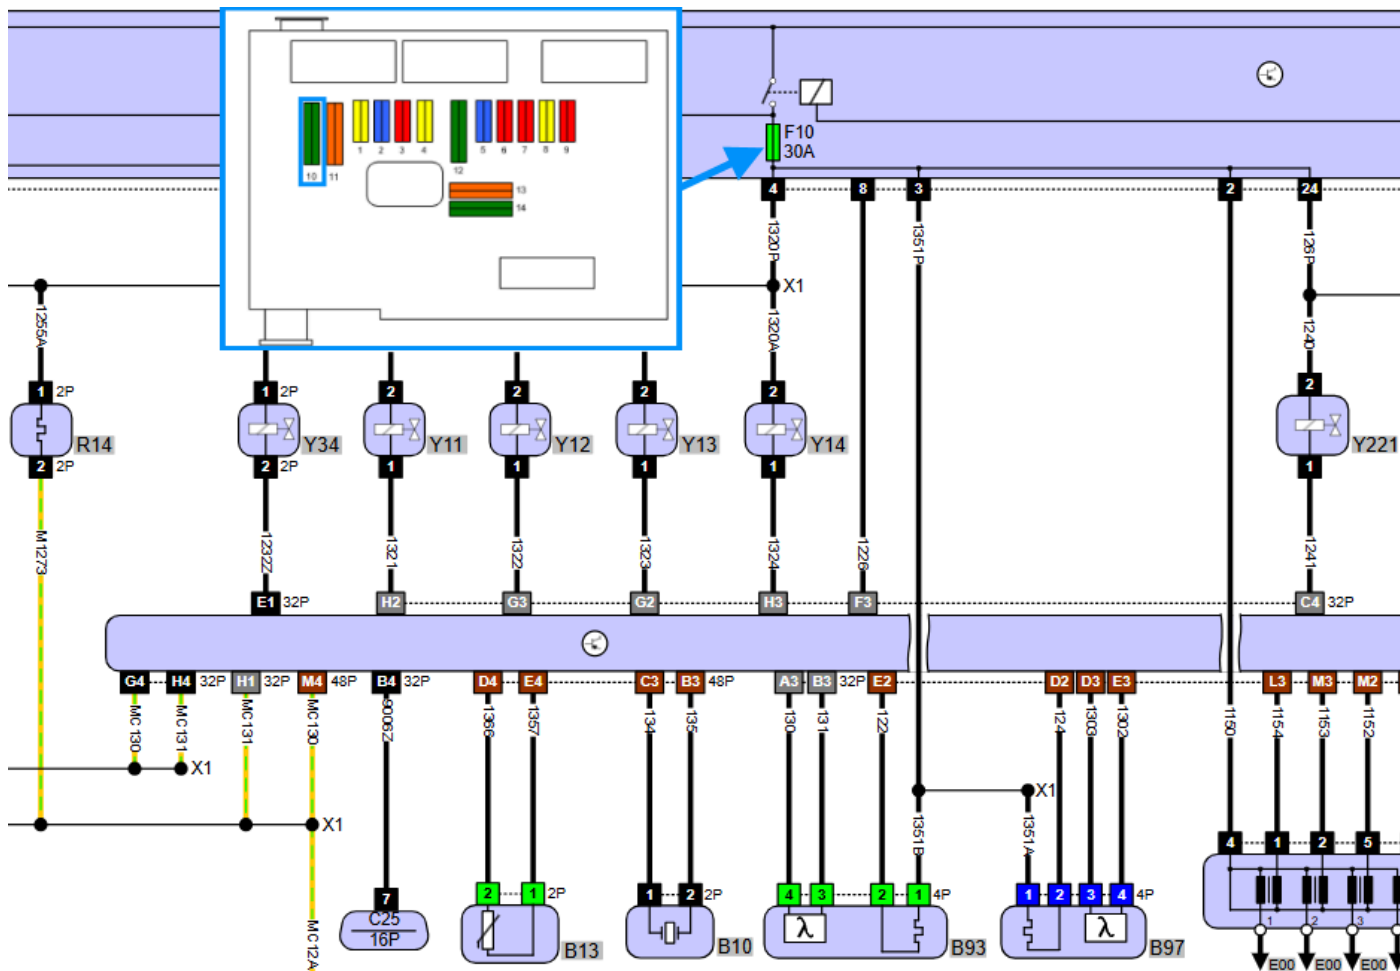 10
11
1
2
3
4
12
5
6
7
8
9
13
14
F10
30A
4
8
3
2
24
1320P
1351P
126P
X1
1255A
1320A
1240
1 2P
1 2P
2
2
2
2
2
R14
Y34
Y11
Y12
Y13
Y14
Y221
2 2P
2 2P
1
1
1
1
1
M1273
1232Z
1321
1322
1323
1324
1226
1241
E1 32P
H2
G3
G2
H3
F3
C4 32P
G4
H4 32P
H1 32P
M4 48P
B4 32P
D4
E4
C3
B3 48P
A3
B3 32P
E2
D2
D3
E3
L3
M3
M2
MC130
MC131
MC131
MC130
9006Z
1366
1357
134
135
130
131
122
124
1303
1302
1150
1154
1153
1152
X1
X1
X1
1351B
1351A
4
1
2
5
7
2
1 2P
1
2 2P
4
3
2
1 4P
1
2
3
4 4P
C25
16P
B13
B10
λ
B93
λ
B97
1
2
3
MC12A
E00
E00
E00